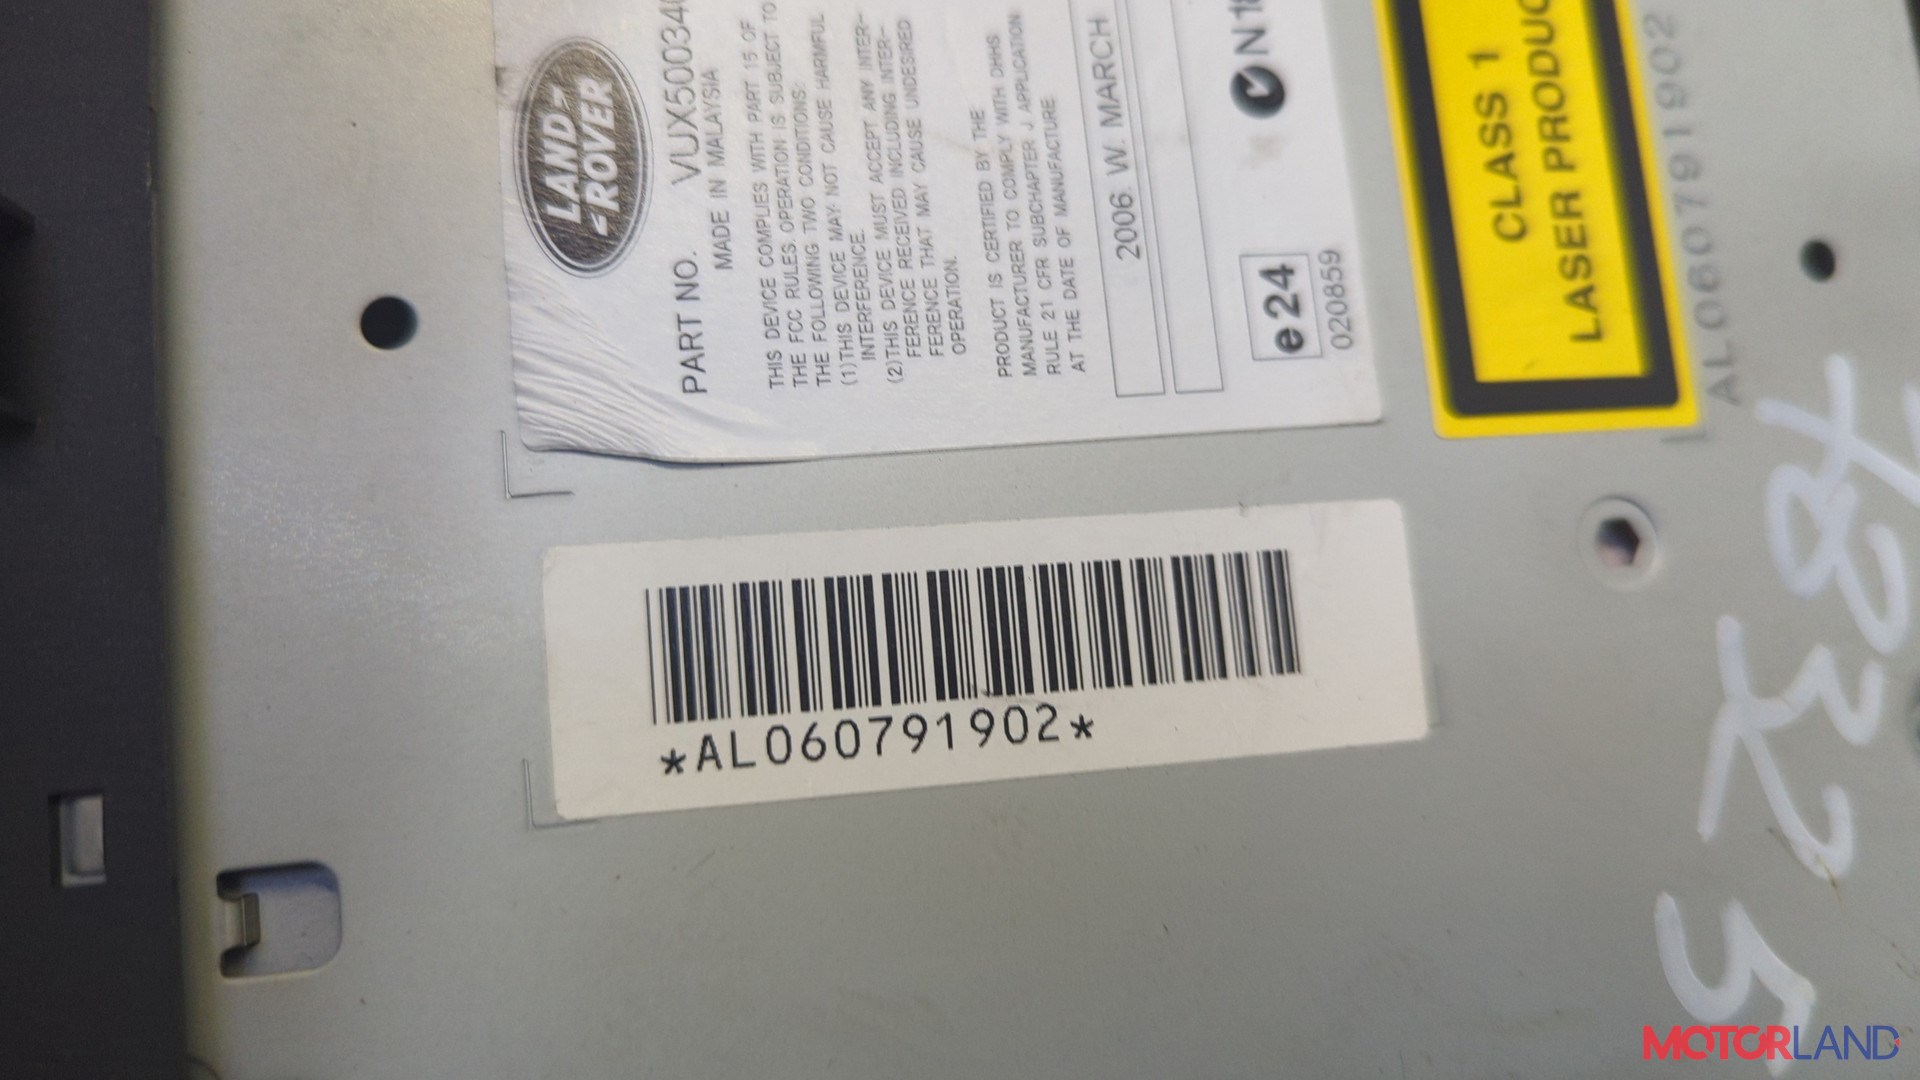 LAND-
-ROVER
PART NO. VUX500340
MADE IN MALAYSIA
THIS DEVICE COMPLIES WITH PART 15 OF
THE FCC RULES. OPERATION IS SUBJECT TO
THE FOLLOWING TWO CONDITIONS:
(1)THIS DEVICE MAY NOT CAUSE HARMFUL
INTERFERENCE.
(2)THIS DEVICE MUST ACCEPT ANY INTER-
FERENCE RECEIVED INCLUDING INTER-
FERENCE THAT MAY CAUSE UNDESIRED
OPERATION.
PRODUCT IS CERTIFIED BY THE
MANUFACTURER TO COMPLY WITH DHHS
RULE 21 CFR SUBCHAPTER J APPLICATION
AT THE DATE OF MANUFACTURE
2006. W. MARCH
e24
020859
N18
CLASS 1
LASER PRODUC
AL060791902
*AL060791902*
MOTORLAND